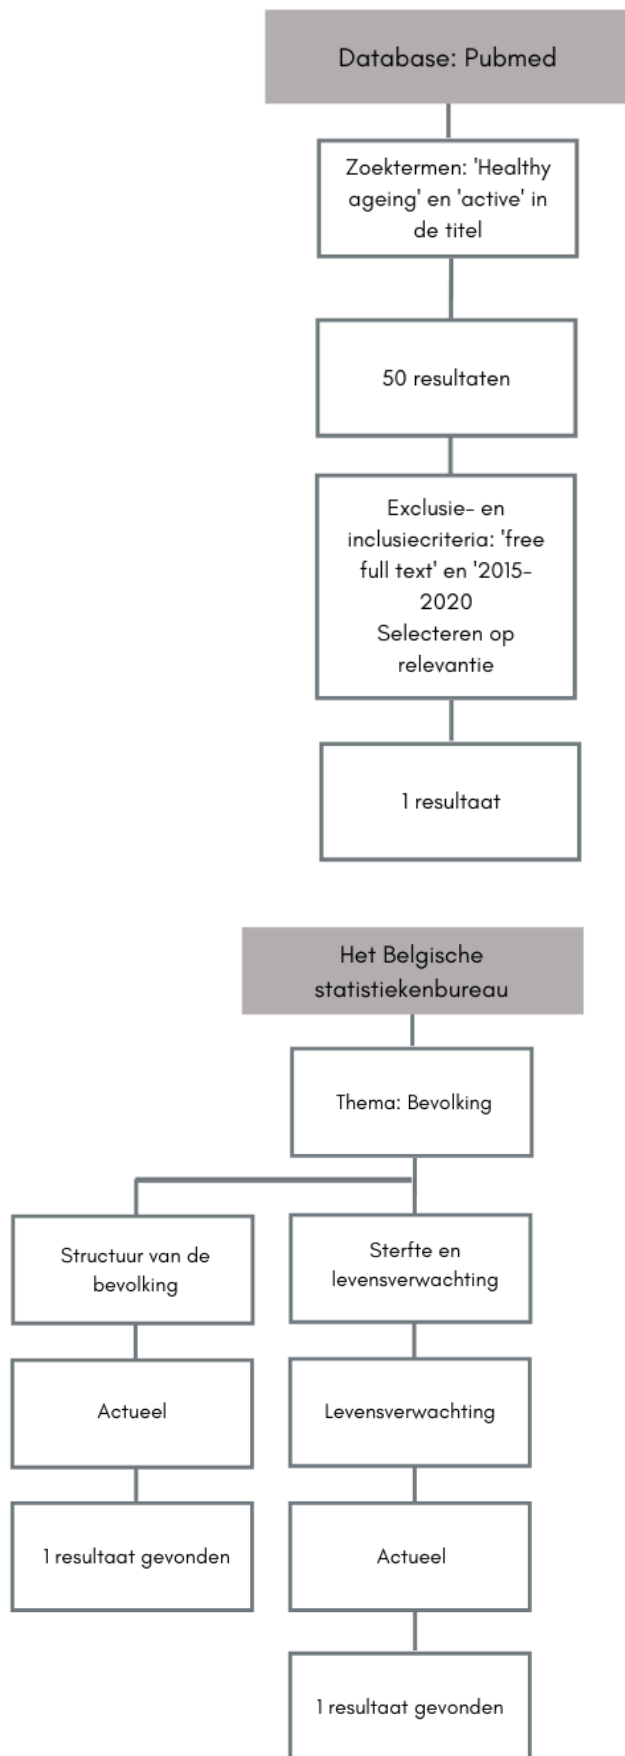 Database: Pubmed
Zoektermen: 'Healthy
ageing' en 'active' in
de titel
50 resultaten
Exclusie- en
inclusiecriteria: 'free
full text' en '2015-
2020
Selecteren op
relevantie
1 resultaat
Het Belgische
statistiekenbureau
Thema: Bevolking
Structuur van de
bevolking
Actueel
1 resultaat gevonden
Sterfte en
levensverwachting
Levensverwachting
Actueel
1 resultaat gevonden